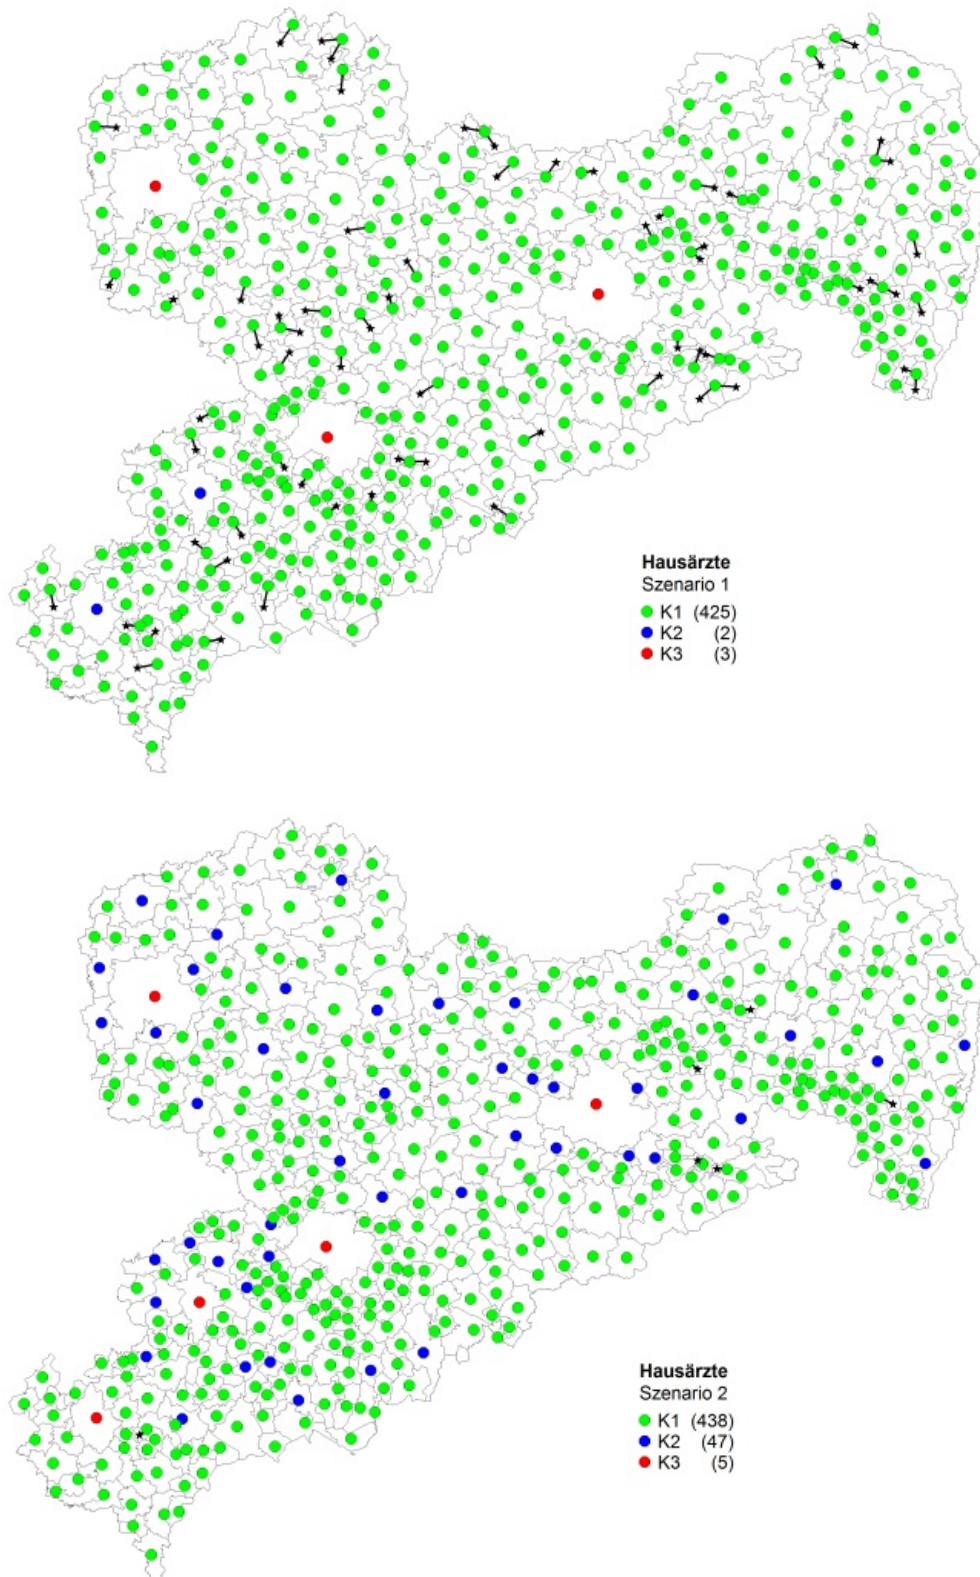 Hausärzte
Szenario 1
K1 (425)
K2 (2)
K3 (3)
Hausärzte
Szenario 2
K1 (438)
K2 (47)
K3 (5)